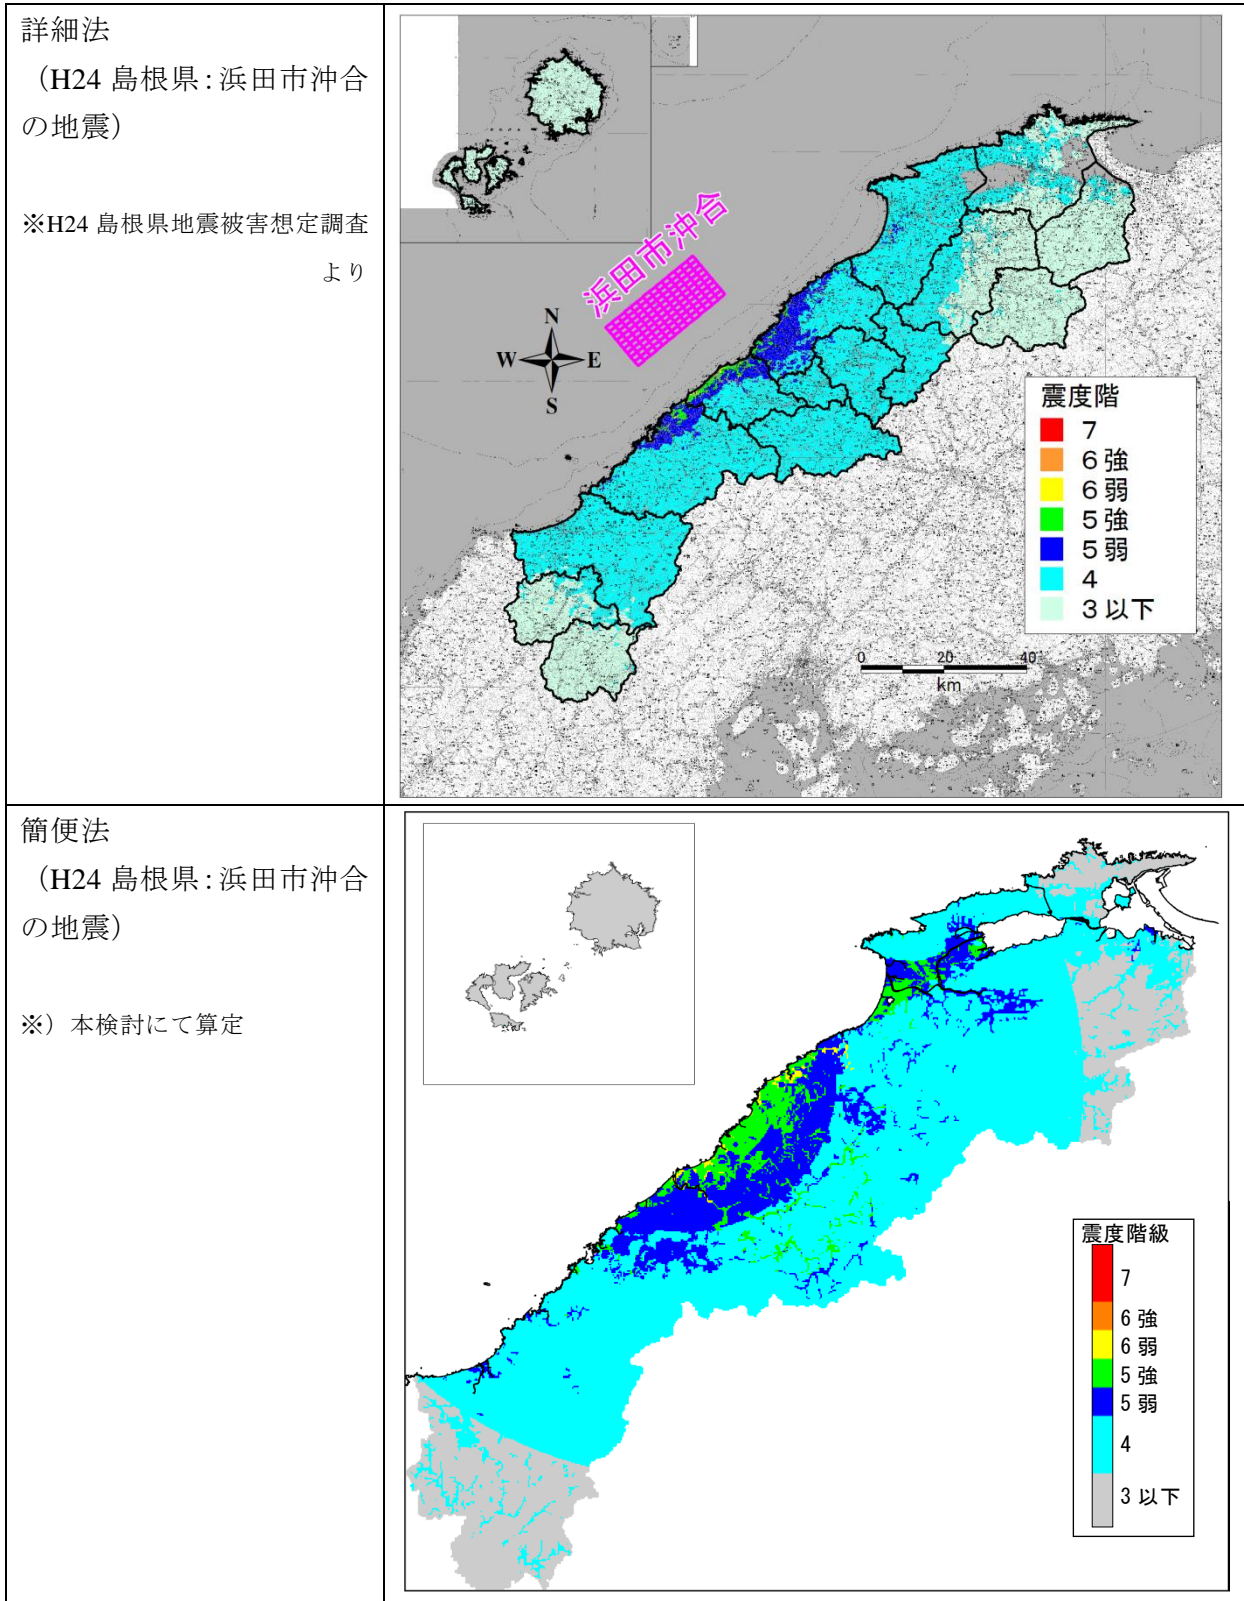 詳細法
（H24 島根県：浜田市沖合
の地震）
※H24 島根県地震被害想定調査
より
浜田市沖合
N
W E
S
震度階
7
6強
6弱
5強
5弱
4
3以下
0 20 40
km
簡便法
（H24 島根県：浜田市沖合
の地震）
※）本検討にて算定
震度階級
7
6 強
6 弱
5 強
5 弱
4
3 以下